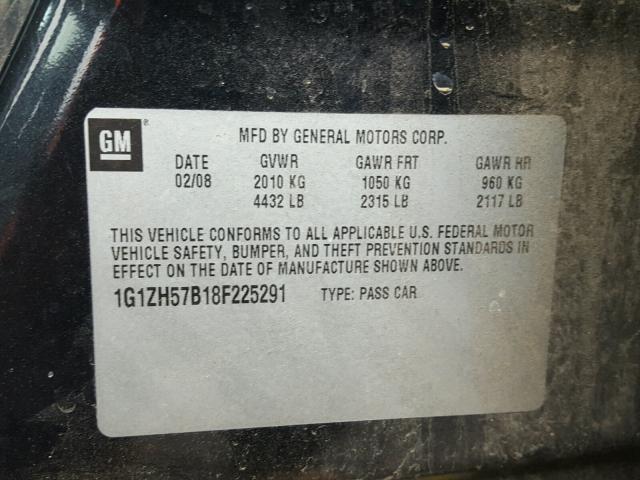 GM®
MFD BY GENERAL MOTORS CORP.
DATE GVWR GAWR FRT GAWR RR
02/08 2010 KG 1050 KG 960 KG
4432 LB 2315 LB 2117 LB
THIS VEHICLE CONFORMS TO ALL APPLICABLE U.S. FEDERAL MOTOR
VEHICLE SAFETY, BUMPER, AND THEFT PREVENTION STANDARDS IN
EFFECT ON THE DATE OF MANUFACTURE SHOWN ABOVE.
1G1ZH57B18F225291 TYPE: PASS CAR